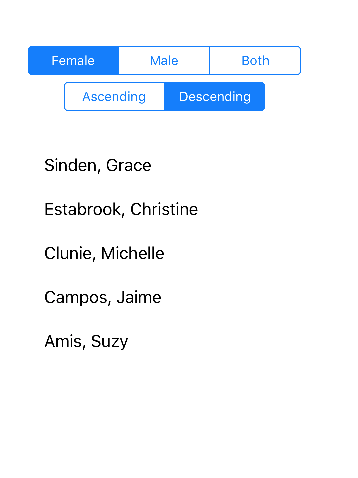 Female Male Both
Ascending Descending
Sinden, Grace
Estabrook, Christine
Clunie, Michelle
Campos, Jaime
Amis, Suzy